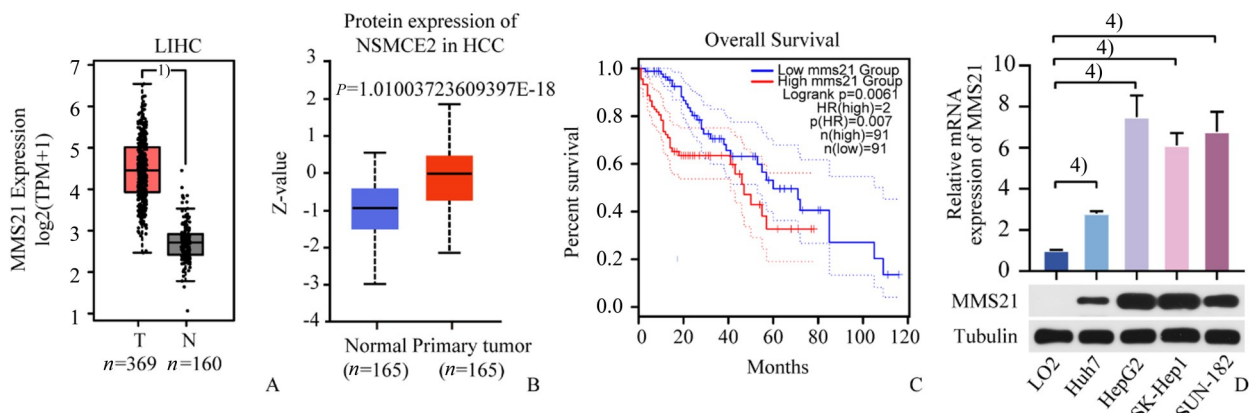 LIHC
1)
MMS21 Expression
log2(TPM+1)
7
6
5
4
3
2
1
T N
n=369 n=160
A
Protein expression of
NSMCE2 in HCC
P=1.01003723609397E-18
Z-value
3
2
1
0
-1
-2
-3
-4
Normal Primary tumor
(n=165) (n=165)
B
Overall Survival
Low mms21 Group
High mms21 Group
Logrank p=0.0061
HR(high)=2
p(HR)=0.007
n(high)=91
n(low)=91
Percent survival
1.0
0.8
0.6
0.4
0.2
0.0
0 20 40 60 80 100 120
Months
C
4)
4)
4)
4)
Relative mRNA
expression of MMS21
10
8
6
4
2
0
MMS21
Tubulin
LO2
Huh7
HepG2
SK-Hep1
SUN-182
D